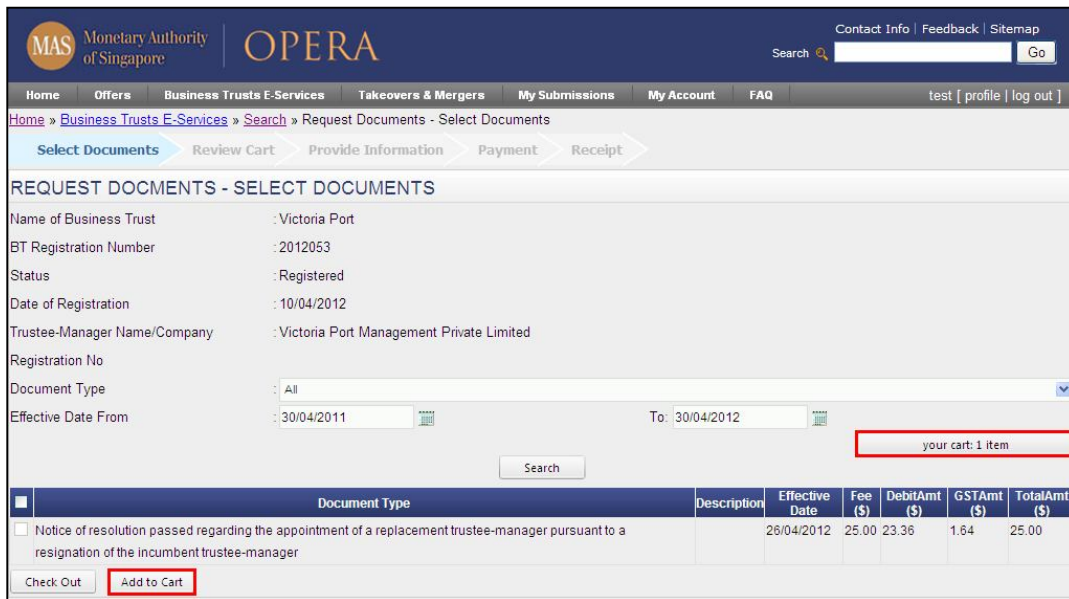 Contact Info | Feedback | Sitemap
MAS Monetary Authority of Singapore OPERA
Search Go
Home Offers Business Trusts E-Services Takeovers & Mergers My Submissions My Account FAQ test [ profile | log out ]
Home » Business Trusts E-Services » Search » Request Documents - Select Documents
Select Documents Review Cart Provide Information Payment Receipt
REQUEST DOCMENTS - SELECT DOCUMENTS
Name of Business Trust : Victoria Port
BT Registration Number : 2012053
Status : Registered
Date of Registration : 10/04/2012
Trustee-Manager Name/Company : Victoria Port Management Private Limited
Registration No
Document Type : All
Effective Date From : 30/04/2011 To: 30/04/2012
your cart: 1 item
Search
Document Type Description Effective Date Fee ($) DebitAmt ($) GSTAmt ($) TotalAmt ($)
Notice of resolution passed regarding the appointment of a replacement trustee-manager pursuant to a 26/04/2012 25.00 23.36 1.64 25.00
resignation of the incumbent trustee-manager
Check Out Add to Cart